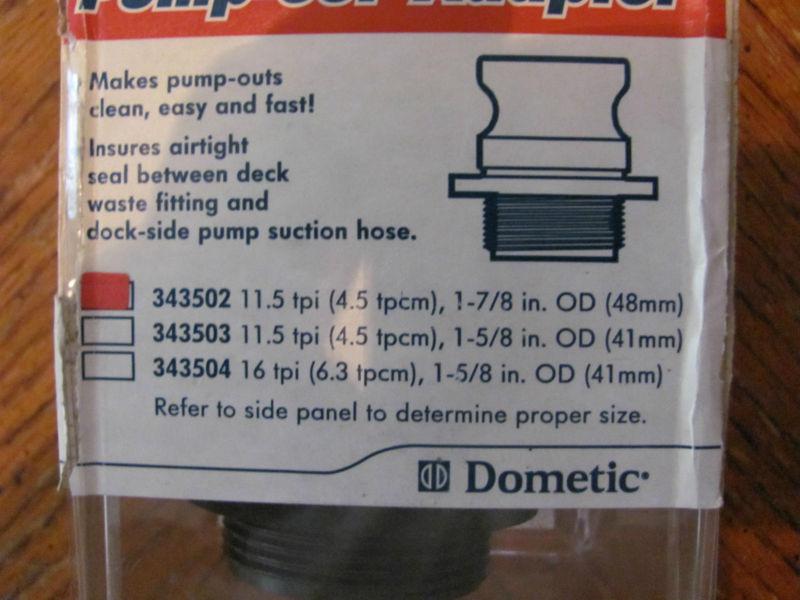 Pump-Out Adapter
Makes pump-outs
clean, easy and fast!
Insures airtight
seal between deck
waste fitting and
dock-side pump suction hose.
343502 11.5 tpi (4.5 tpcm), 1-7/8 in. OD (48mm)
343503 11.5 tpi (4.5 tpcm), 1-5/8 in. OD (41mm)
343504 16 tpi (6.3 tpcm), 1-5/8 in. OD (41mm)
Refer to side panel to determine proper size.
Dometic